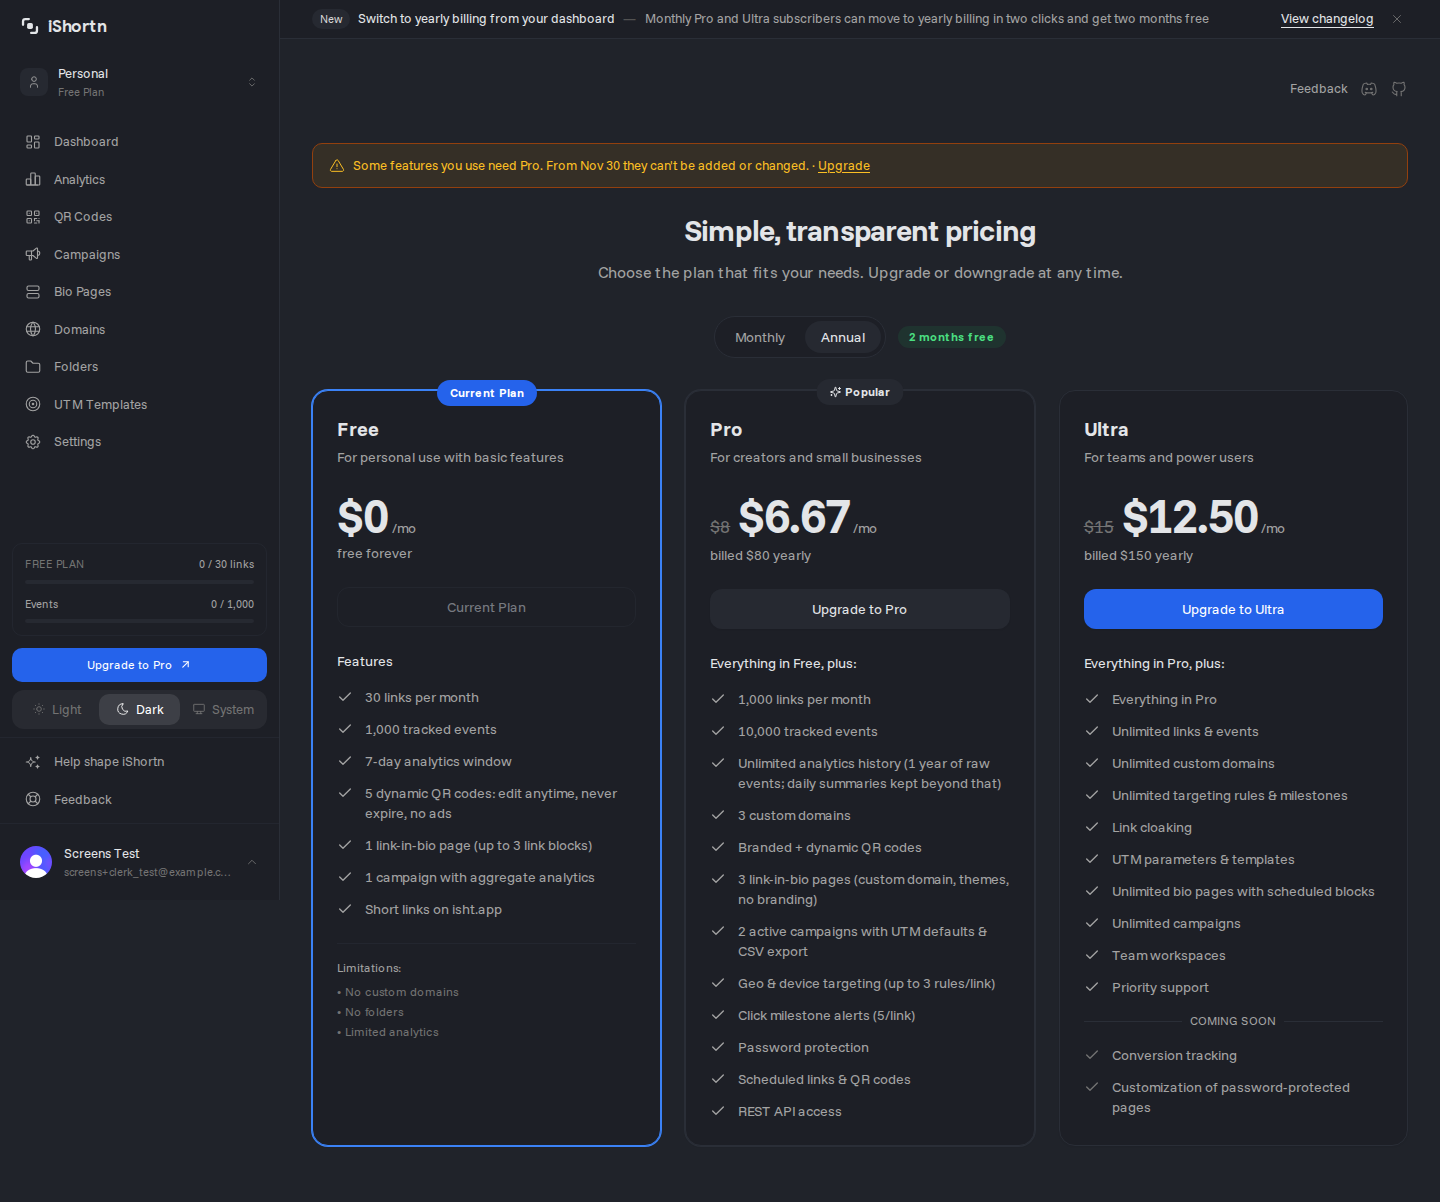 iShortn
Personal
Free Plan
Dashboard
Analytics
QR Codes
Campaigns
Bio Pages
Domains
Folders
UTM Templates
Settings
FREE PLAN 0 / 30 links
Events 0 / 1,000
Upgrade to Pro
Light Dark System
Help shape iShortn
Feedback
Screens Test
screens+clerk_test@example.c...
New Switch to yearly billing from your dashboard — Monthly Pro and Ultra subscribers can move to yearly billing in two clicks and get two months free View changelog
Feedback
Some features you use need Pro. From Nov 30 they can't be added or changed. · Upgrade
Simple, transparent pricing
Choose the plan that fits your needs. Upgrade or downgrade at any time.
Monthly Annual 2 months free
Current Plan
Free
For personal use with basic features
$0 /mo
free forever
Current Plan
Features
30 links per month
1,000 tracked events
7-day analytics window
5 dynamic QR codes: edit anytime, never
expire, no ads
1 link-in-bio page (up to 3 link blocks)
1 campaign with aggregate analytics
Short links on isht.app
Limitations:
• No custom domains
• No folders
• Limited analytics
Popular
Pro
For creators and small businesses
$8 $6.67 /mo
billed $80 yearly
Upgrade to Pro
Everything in Free, plus:
1,000 links per month
10,000 tracked events
Unlimited analytics history (1 year of raw
events; daily summaries kept beyond that)
3 custom domains
Branded + dynamic QR codes
3 link-in-bio pages (custom domain, themes,
no branding)
2 active campaigns with UTM defaults &
CSV export
Geo & device targeting (up to 3 rules/link)
Click milestone alerts (5/link)
Password protection
Scheduled links & QR codes
REST API access
Ultra
For teams and power users
$15 $12.50 /mo
billed $150 yearly
Upgrade to Ultra
Everything in Pro, plus:
Everything in Pro
Unlimited links & events
Unlimited custom domains
Unlimited targeting rules & milestones
Link cloaking
UTM parameters & templates
Unlimited bio pages with scheduled blocks
Unlimited campaigns
Team workspaces
Priority support
COMING SOON
Conversion tracking
Customization of password-protected
pages